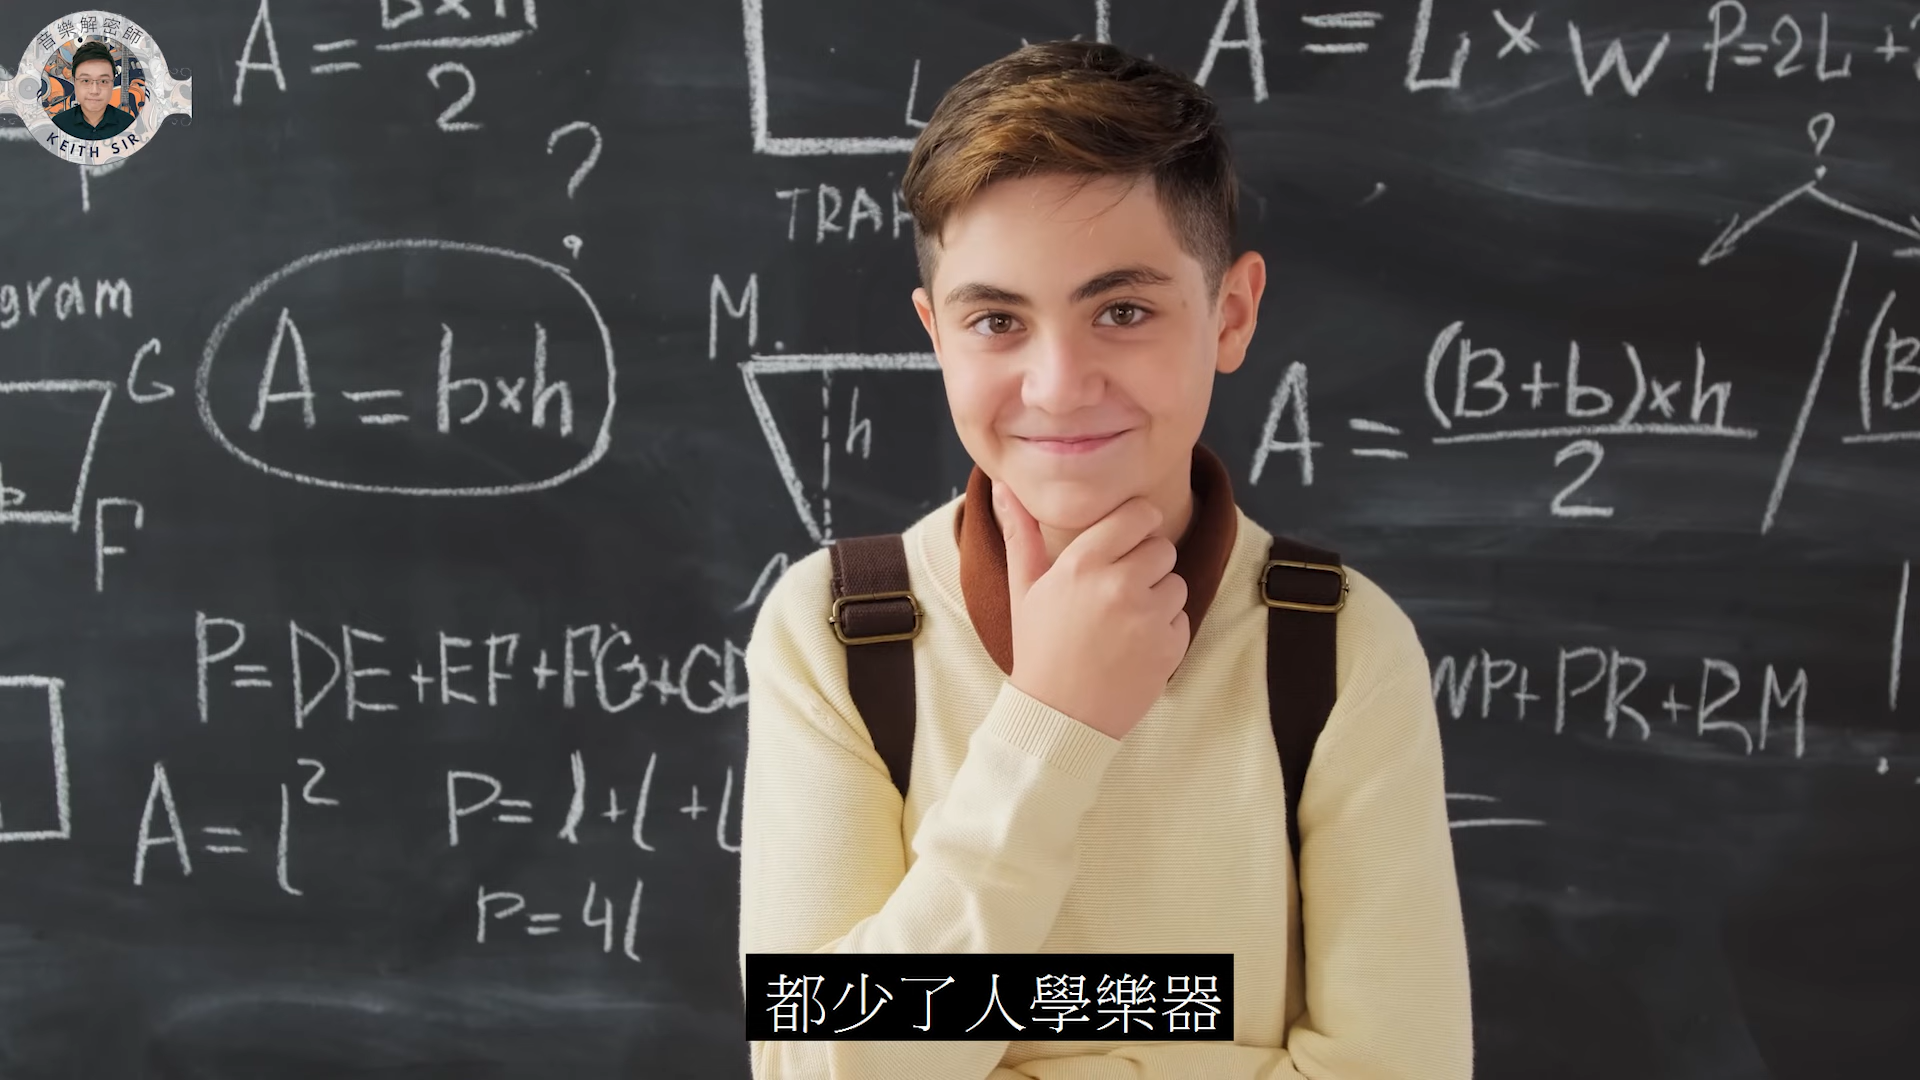 音樂解密師
KEITH SIR
A = B×h / 2
?
A = L×W
P=2L+2
?
TRAP
gram
G
F
b
A = b×h
M.
h
A = (B+b)×h / 2
(B
P=DE+EF+FG+GD
NP+PR+RM
A = l²
P= l+l+l
P=4l
都少了人學樂器